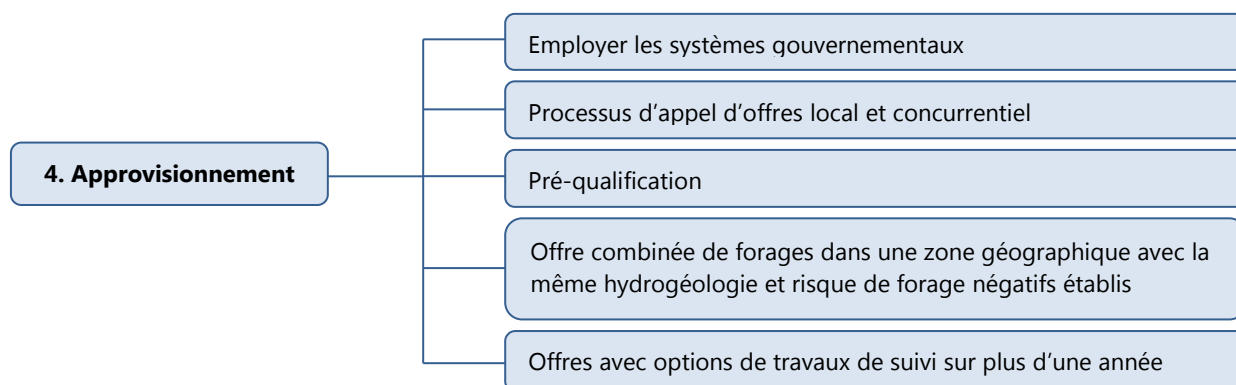 Employer les systèmes gouvernementaux
Processus d'appel d'offres local et concurrentiel
4. Approvisionnement
Pré-qualification
Offre combinée de forages dans une zone géographique avec la
même hydrogéologie et risque de forage négatifs établis
Offres avec options de travaux de suivi sur plus d'une année